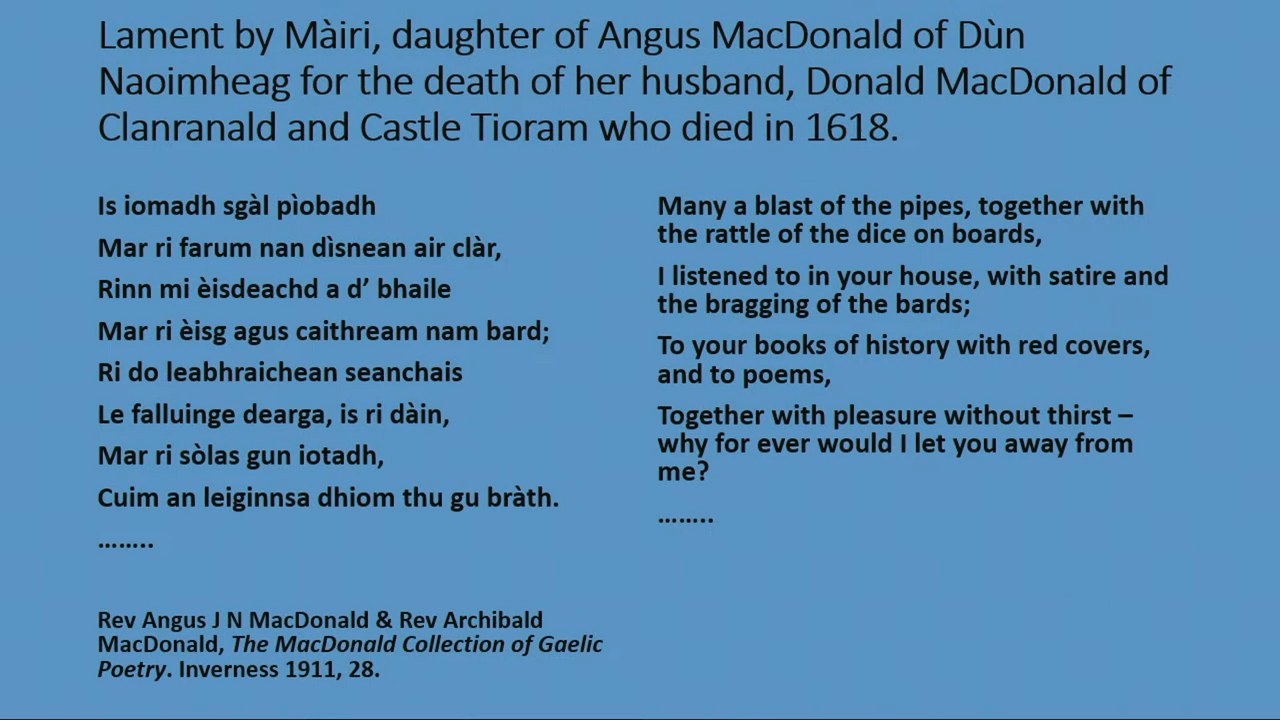 Lament by Màiri, daughter of Angus MacDonald of Dùn
Naoimheag for the death of her husband, Donald MacDonald of
Clanranald and Castle Tioram who died in 1618.
Is iomadh sgàl pìobadh
Mar ri farum nan dìsnean air clàr,
Rinn mi èisdeachd a d’ bhaile
Mar ri èisg agus caithream nam bard;
Ri do leabhraichean seanchais
Le falluinge dearga, is ri dàin,
Mar ri sòlas gun iotadh,
Cuim an leiginnsa dhiom thu gu bràth.
……..
Rev Angus J N MacDonald & Rev Archibald
MacDonald, The MacDonald Collection of Gaelic
Poetry. Inverness 1911, 28.
Many a blast of the pipes, together with
the rattle of the dice on boards,
I listened to in your house, with satire and
the bragging of the bards;
To your books of history with red covers,
and to poems,
Together with pleasure without thirst –
why for ever would I let you away from
me?
……..